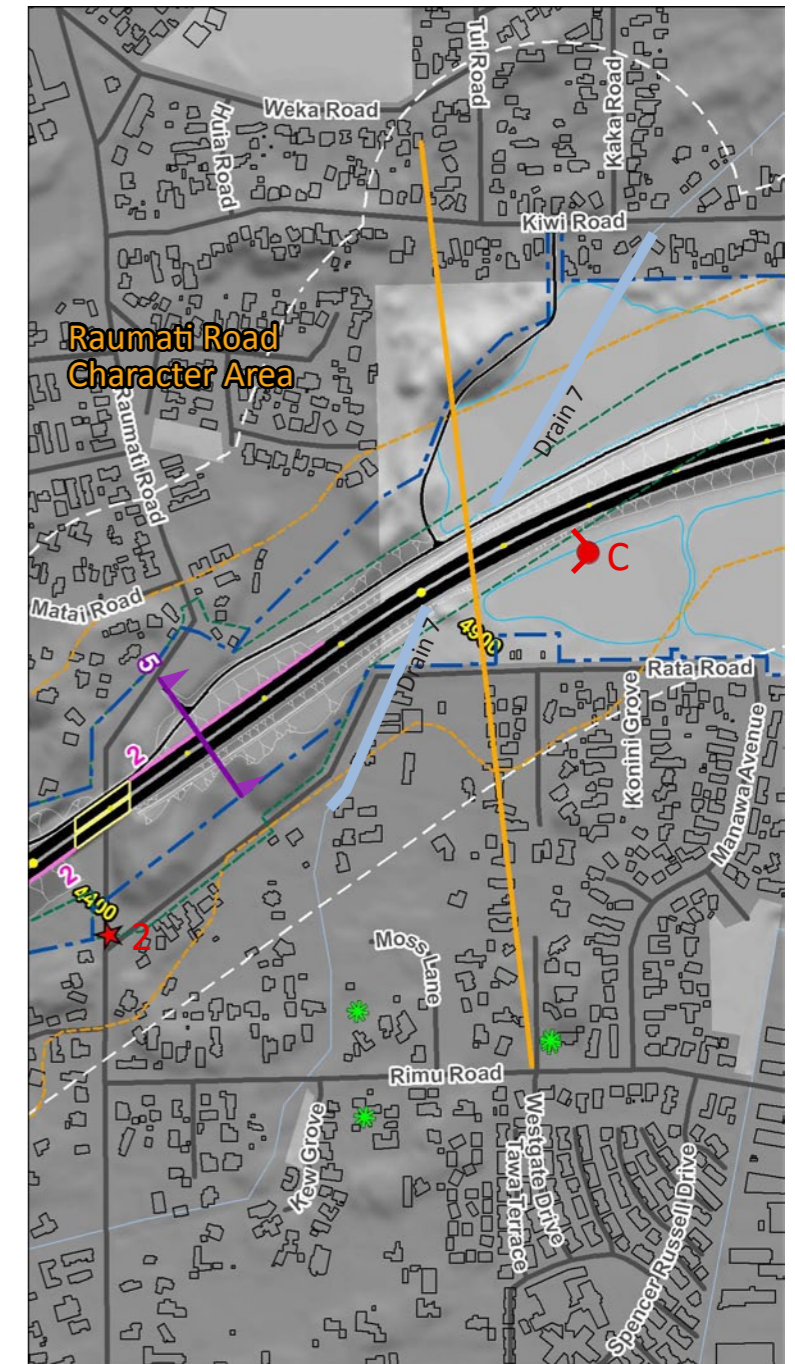 Tui Road
Weka Road
Kaka Road
Huia Road
Kiwi Road
Raumati Road
Character Area
Drain 7
Raumati Road
Matai Road
C
4900
Drain 7
5
Rata Road
Konini Grove
Manawa Avenue
2
2
4400
2
Moss Lane
Rimu Road
Kew Grove
Westgate Drive
Tawa Terrace
Spencer Russell Drive